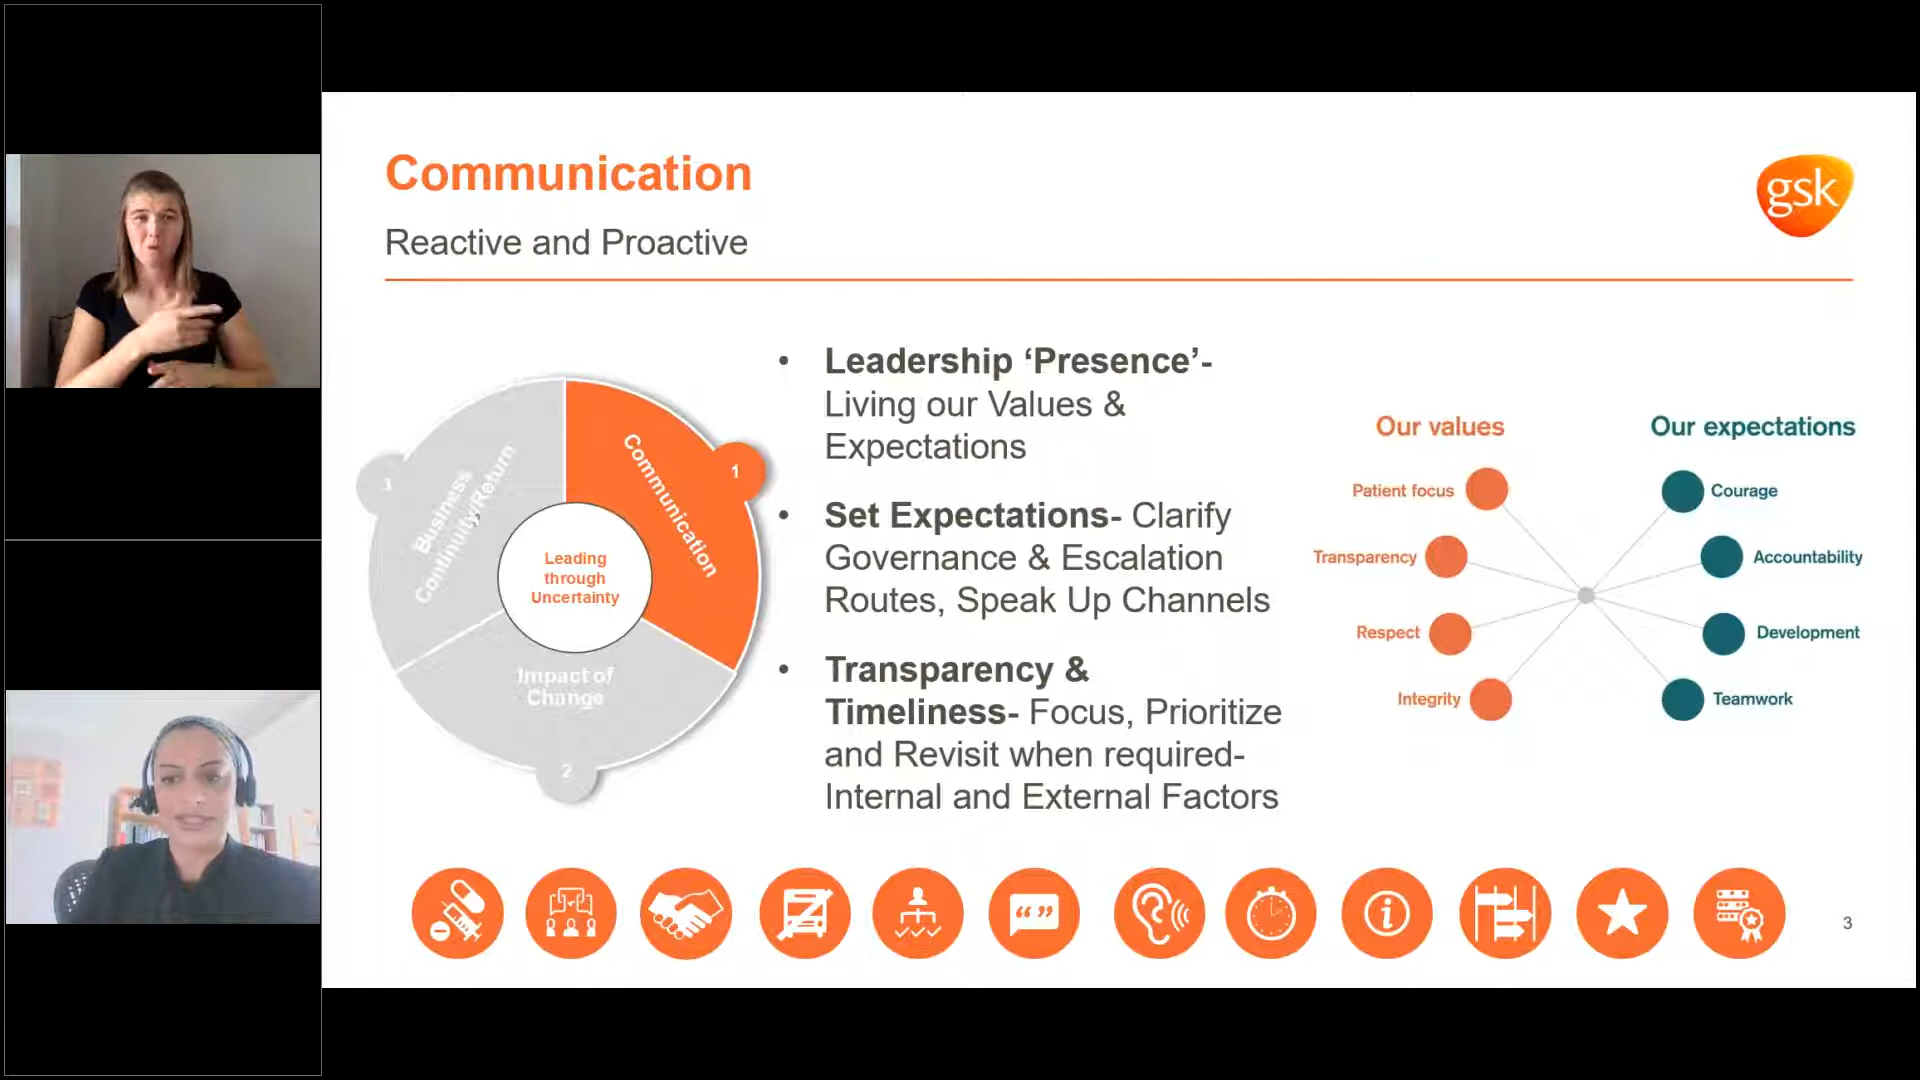 Communication
gsk
Reactive and Proactive
Communication
1
Impact of
Change
2
Business
Continuity/Return
3
Leading
through
Uncertainty
• Leadership ‘Presence’-
Living our Values &
Expectations
• Set Expectations- Clarify
Governance & Escalation
Routes, Speak Up Channels
• Transparency &
Timeliness- Focus, Prioritize
and Revisit when required-
Internal and External Factors
Our values
Patient focus
Transparency
Respect
Integrity
Our expectations
Courage
Accountability
Development
Teamwork
3